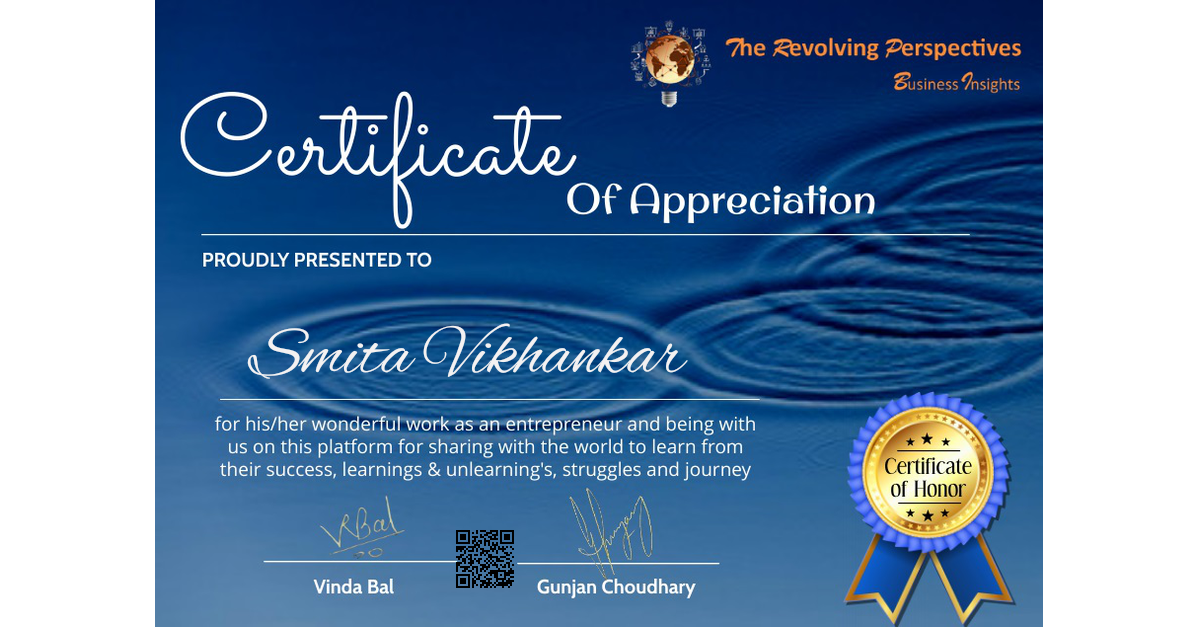 The Revolving Perspectives
Business Insights
Certificate
Of Appreciation
PROUDLY PRESENTED TO
Smita Vikhankar
for his/her wonderful work as an entrepreneur and being with
us on this platform for sharing with the world to learn from
their success, learnings & unlearning's, struggles and journey
Certificate
of Honor
VRBal
Vinda Bal
Gunjan Choudhary